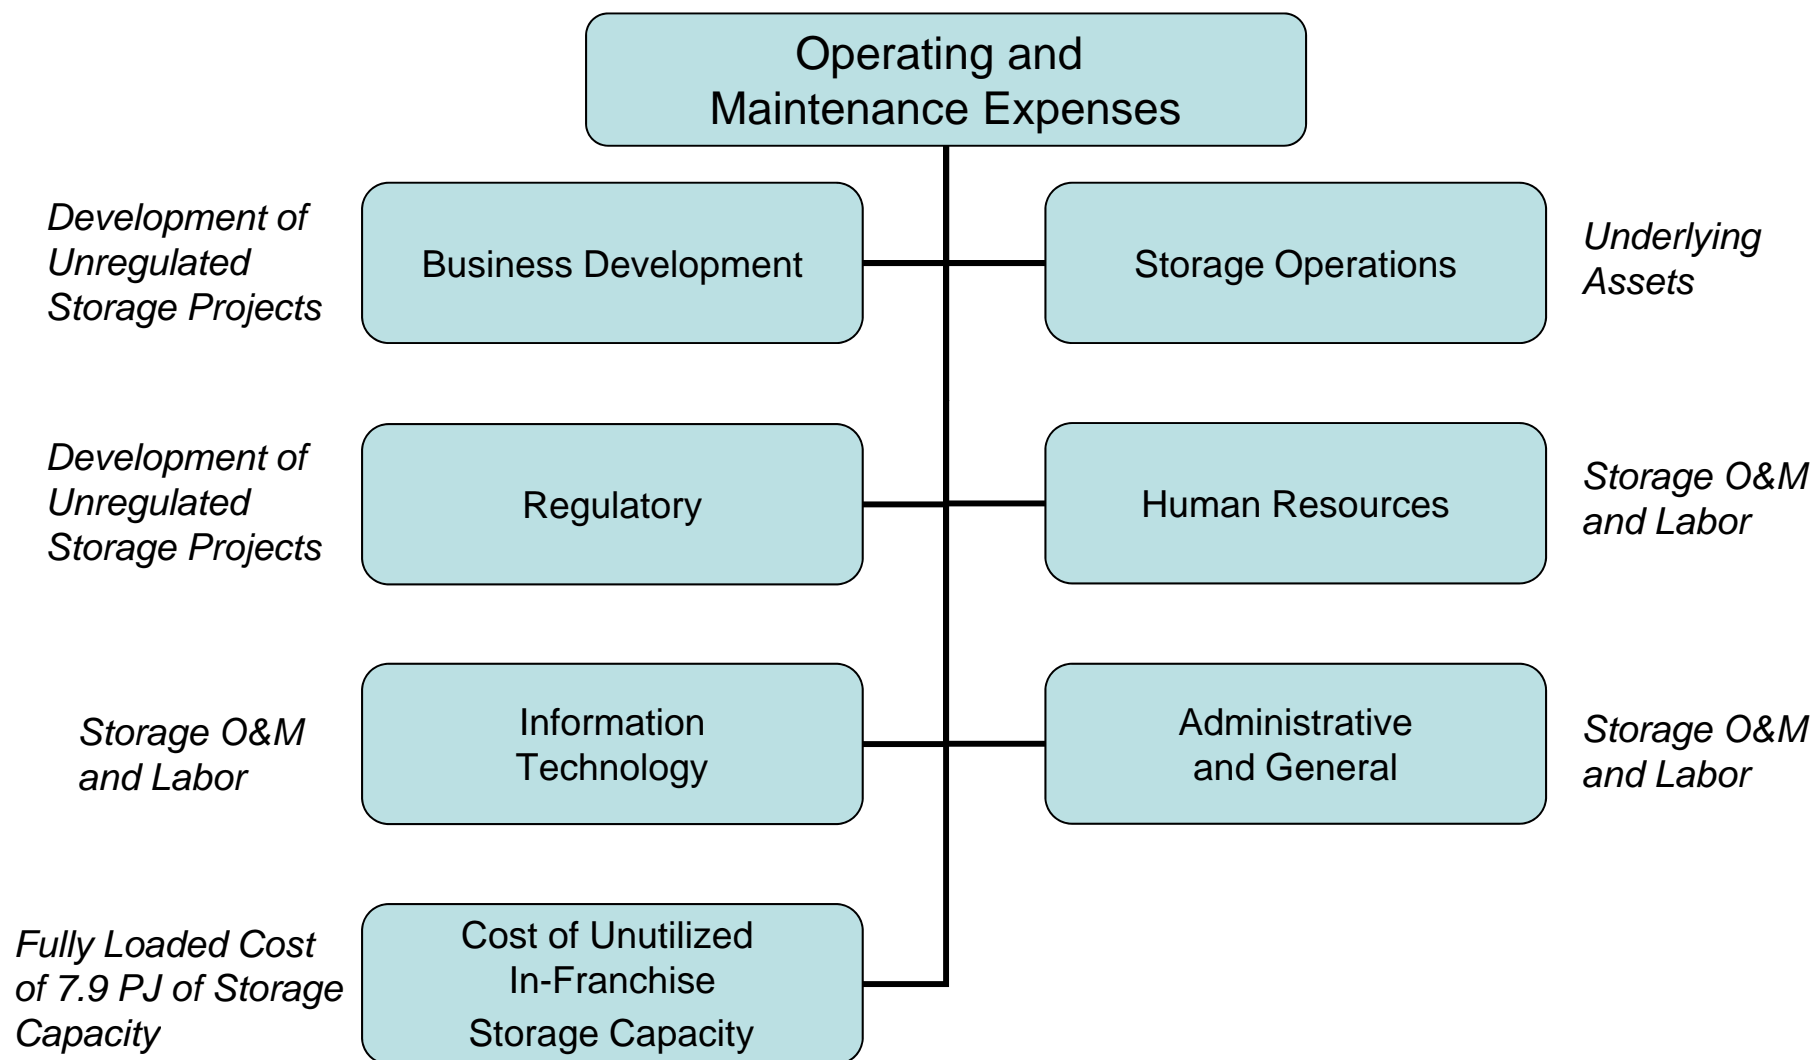 Operating and
Maintenance Expenses
Development of
Unregulated
Storage Projects
Business Development
Storage Operations
Underlying
Assets
Development of
Unregulated
Storage Projects
Regulatory
Human Resources
Storage O&M
and Labor
Storage O&M
and Labor
Information
Technology
Administrative
and General
Storage O&M
and Labor
Fully Loaded Cost
of 7.9 PJ of Storage
Capacity
Cost of Unutilized
In-Franchise
Storage Capacity